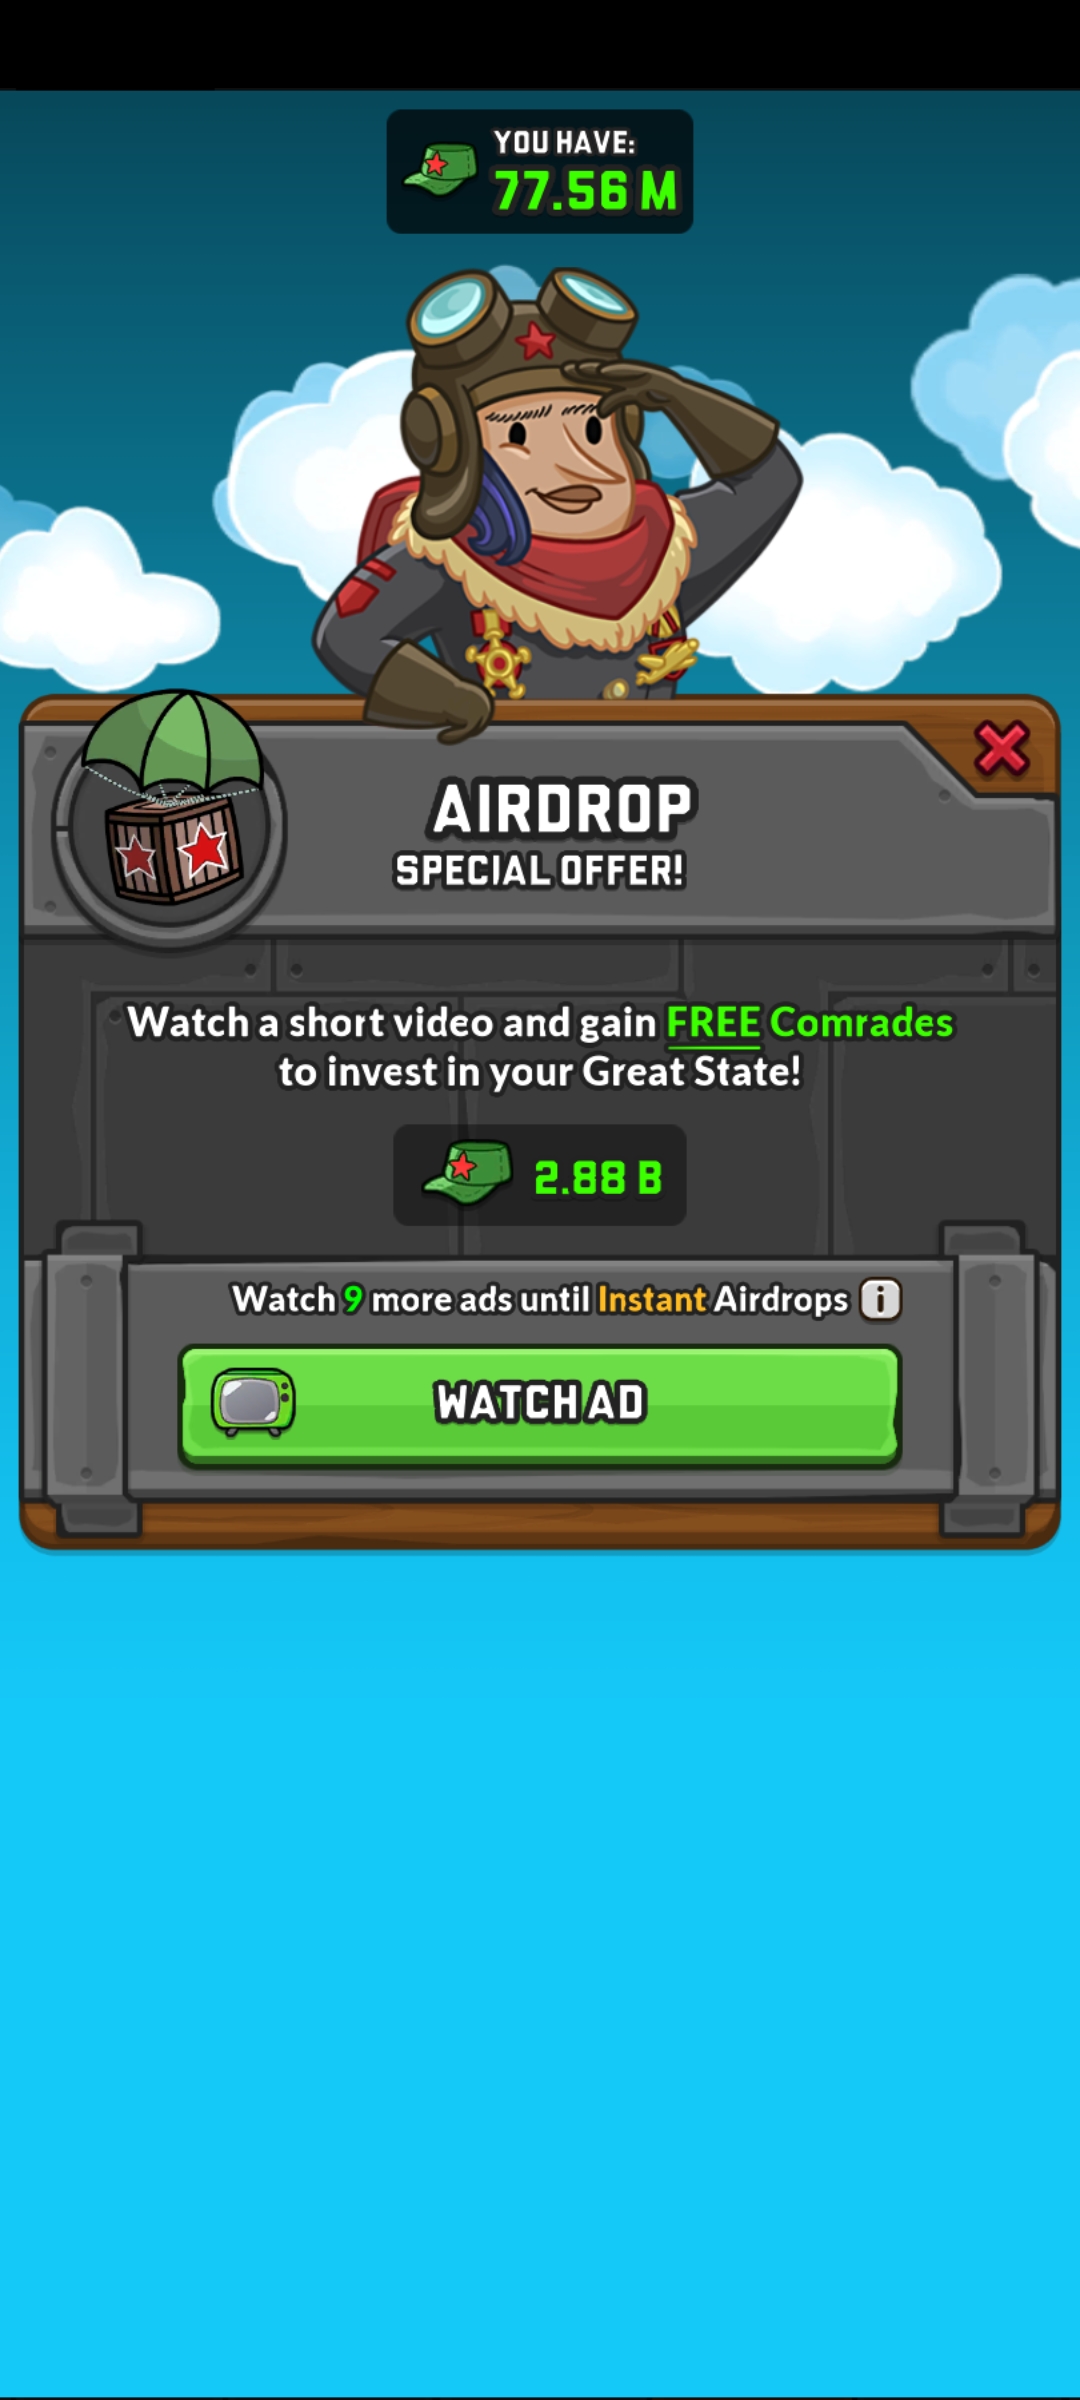 YOU HAVE:
77.56 M
AIRDROP
SPECIAL OFFER!
Watch a short video and gain FREE Comrades
to invest in your Great State!
2.88 B
Watch 9 more ads until Instant Airdrops i
WATCH AD